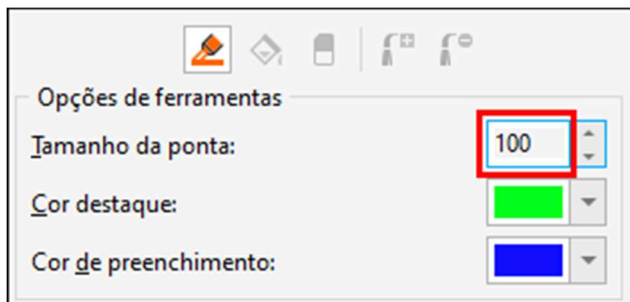 Opções de ferramentas
Tamanho da ponta: 100
Cor destaque:
Cor de preenchimento: